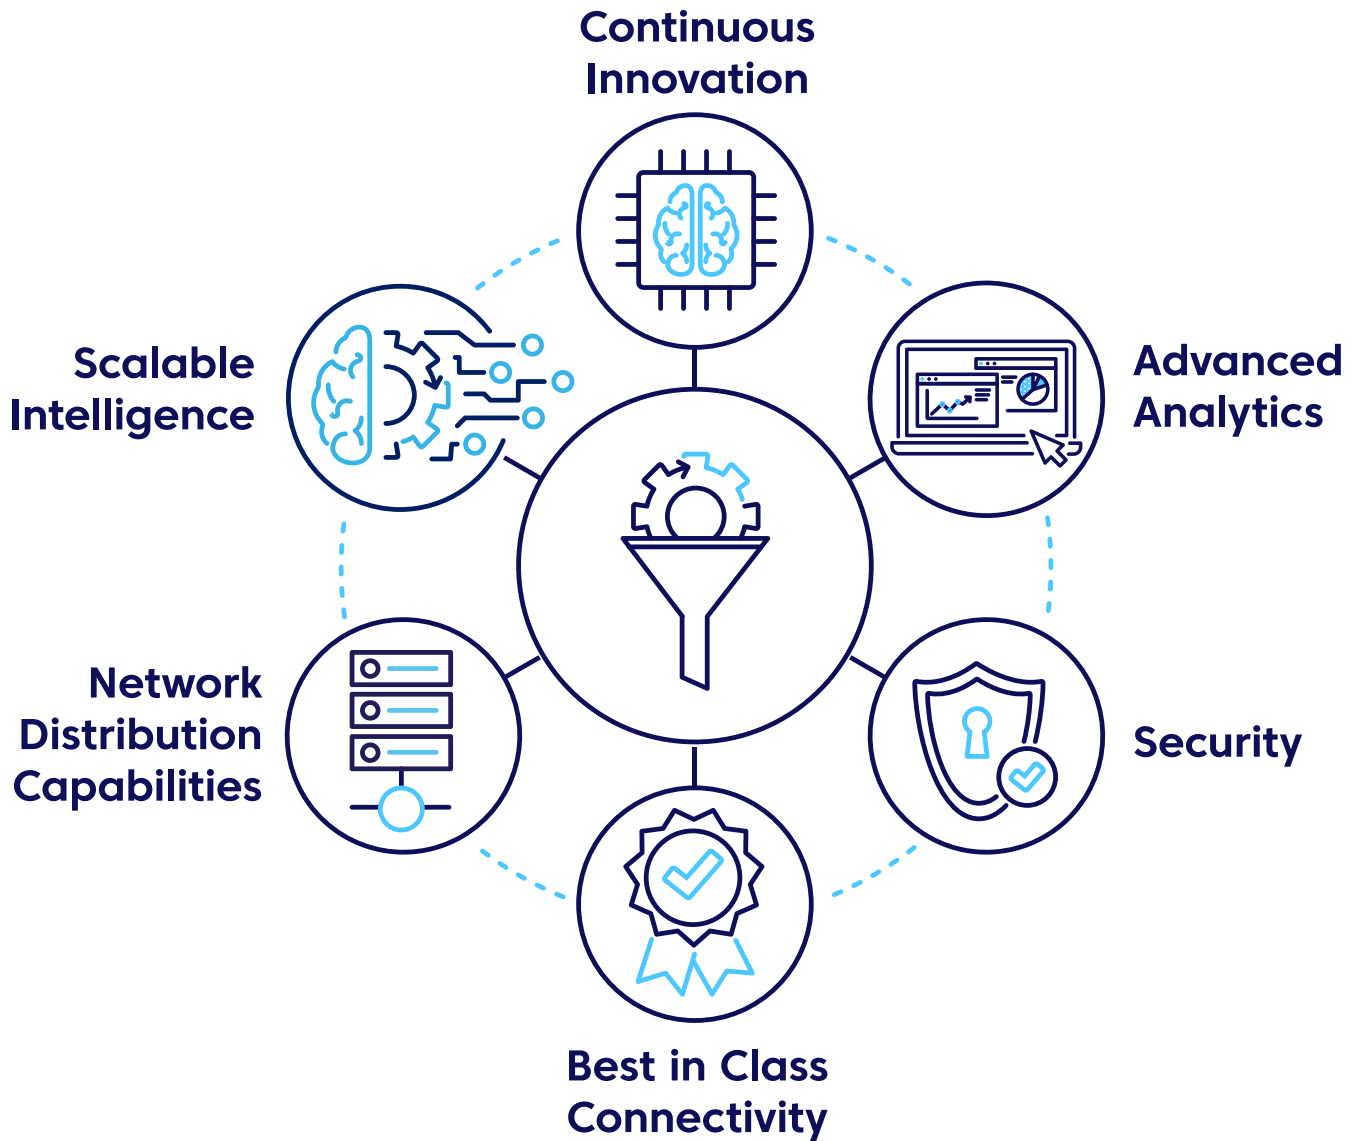 Continuous
Innovation
Advanced
Analytics
Security
Best in Class
Connectivity
Network
Distribution
Capabilities
Scalable
Intelligence